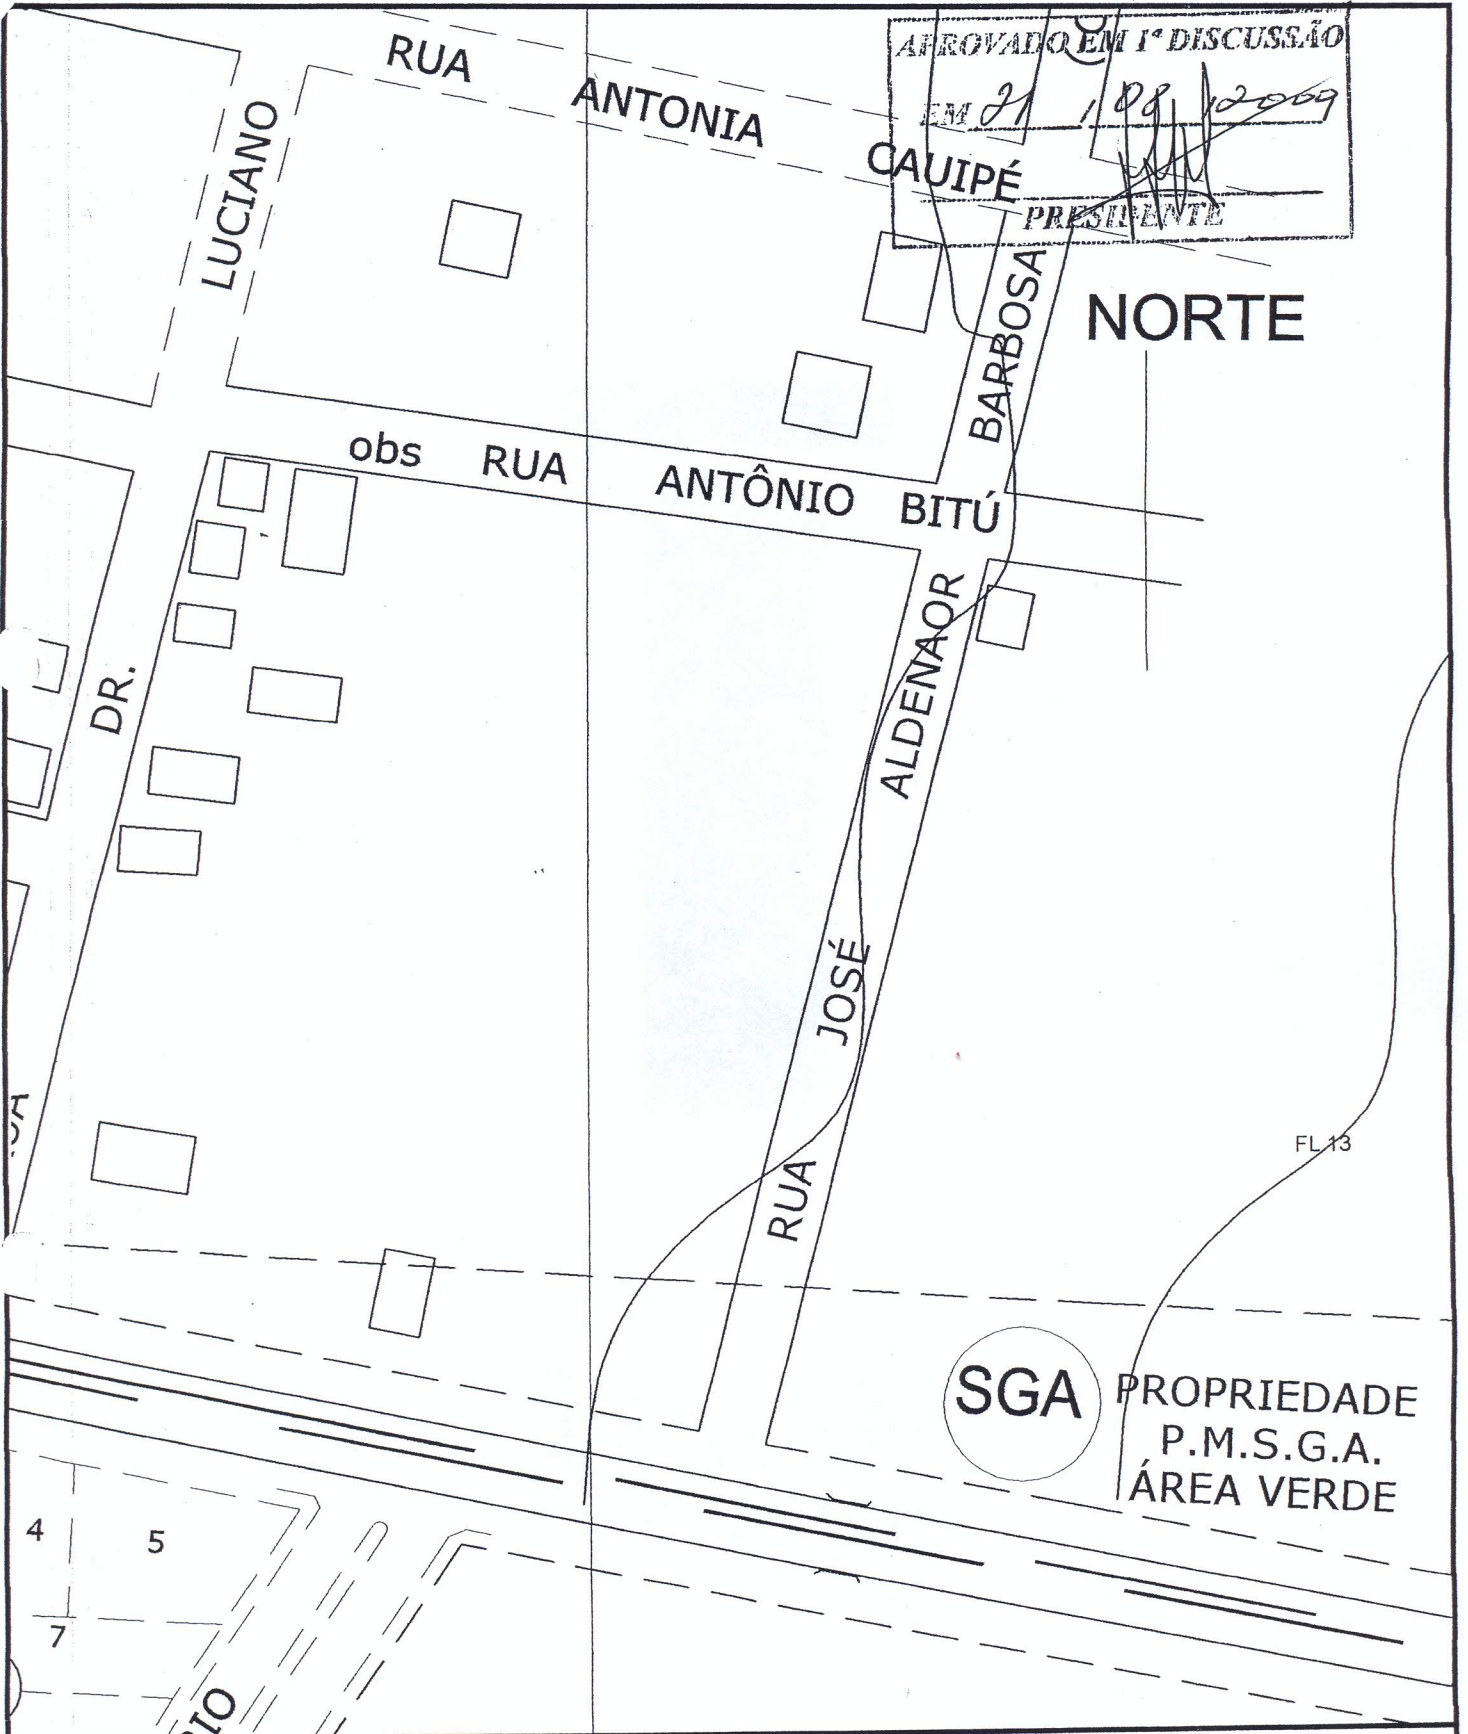 APROVADO EM 1ª DISCUSSÃO
EM 21 / 08 / 2009
PRESIDENTE
RUA ANTONIA CAUIPÉ
LUCIANO
BARBOSA
NORTE
obs RUA ANTÔNIO BITÚ
ALDENAOR
DR.
JOSÉ
FL 13
RUA
SGA
PROPRIEDADE
P.M.S.G.A.
ÁREA VERDE
4
5
7